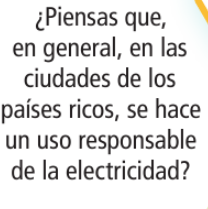 ¿Piensas que,
en general, en las
ciudades de los
países ricos, se hace
un uso responsable
de la electricidad?